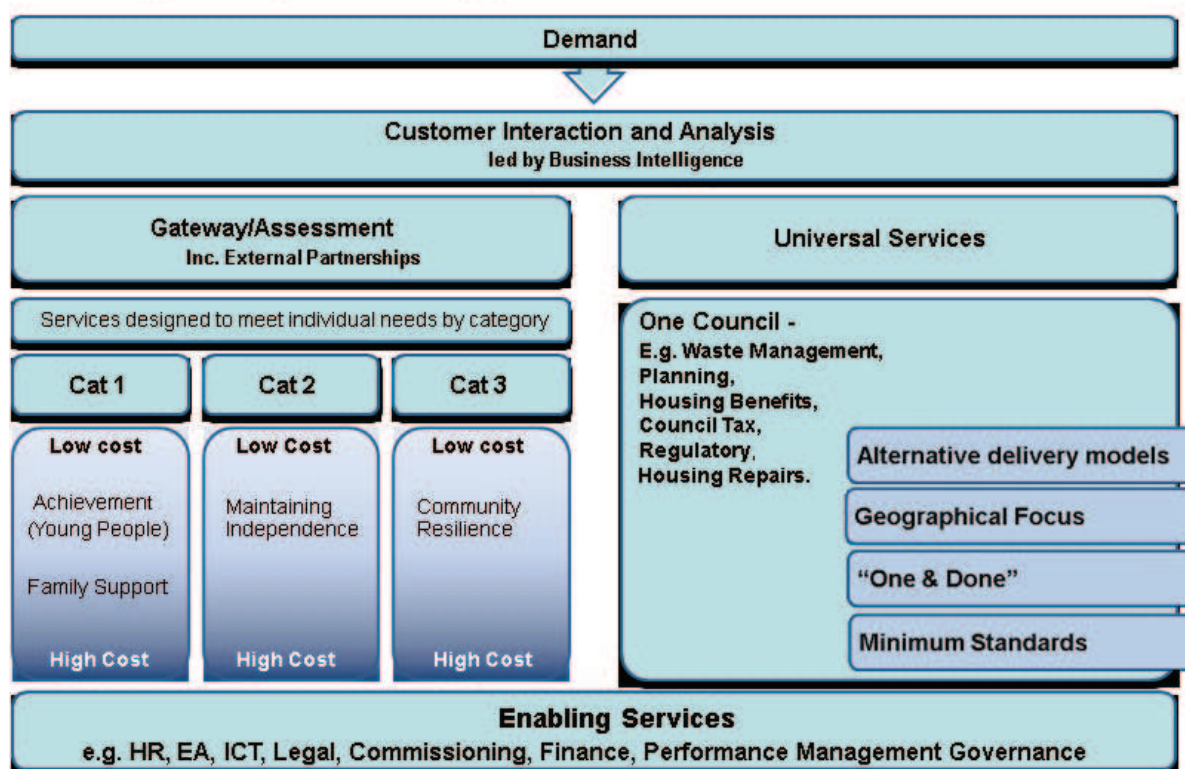 Demand
Customer Interaction and Analysis
led by Business Intelligence
Gateway/Assessment
Inc. External Partnerships
Universal Services
Services designed to meet individual needs by category
Cat 1
Cat 2
Cat 3
Low cost
Achievement
(Young People)
Family Support
High Cost
Low Cost
Maintaining
Independence
High Cost
Low cost
Community
Resilience
High Cost
One Council -
E.g. Waste Management,
Planning,
Housing Benefits,
Council Tax,
Regulatory,
Housing Repairs.
Alternative delivery models
Geographical Focus
“One & Done”
Minimum Standards
Enabling Services
e.g. HR, EA, ICT, Legal, Commissioning, Finance, Performance Management Governance